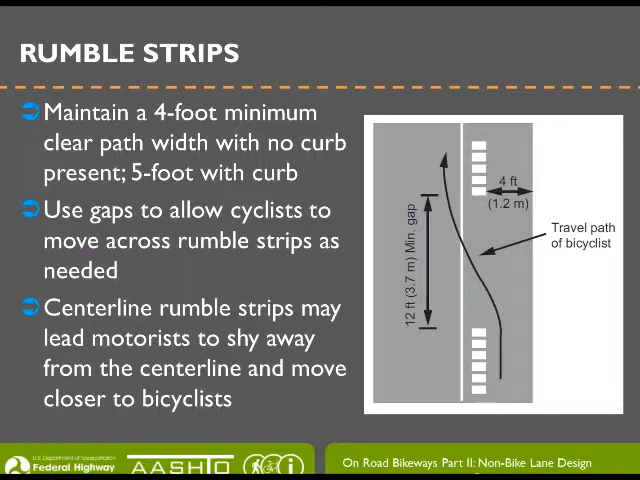 RUMBLE STRIPS
Maintain a 4-foot minimum
clear path width with no curb
present; 5-foot with curb
Use gaps to allow cyclists to
move across rumble strips as
needed
Centerline rumble strips may
lead motorists to shy away
from the centerline and move
closer to bicyclists
4 ft
(1.2 m)
Travel path
of bicyclist
12 ft (3.7 m) Min. gap
U.S. Department of Transportation
Federal Highway
AASHTO
On Road Bikeways Part II: Non-Bike Lane Design